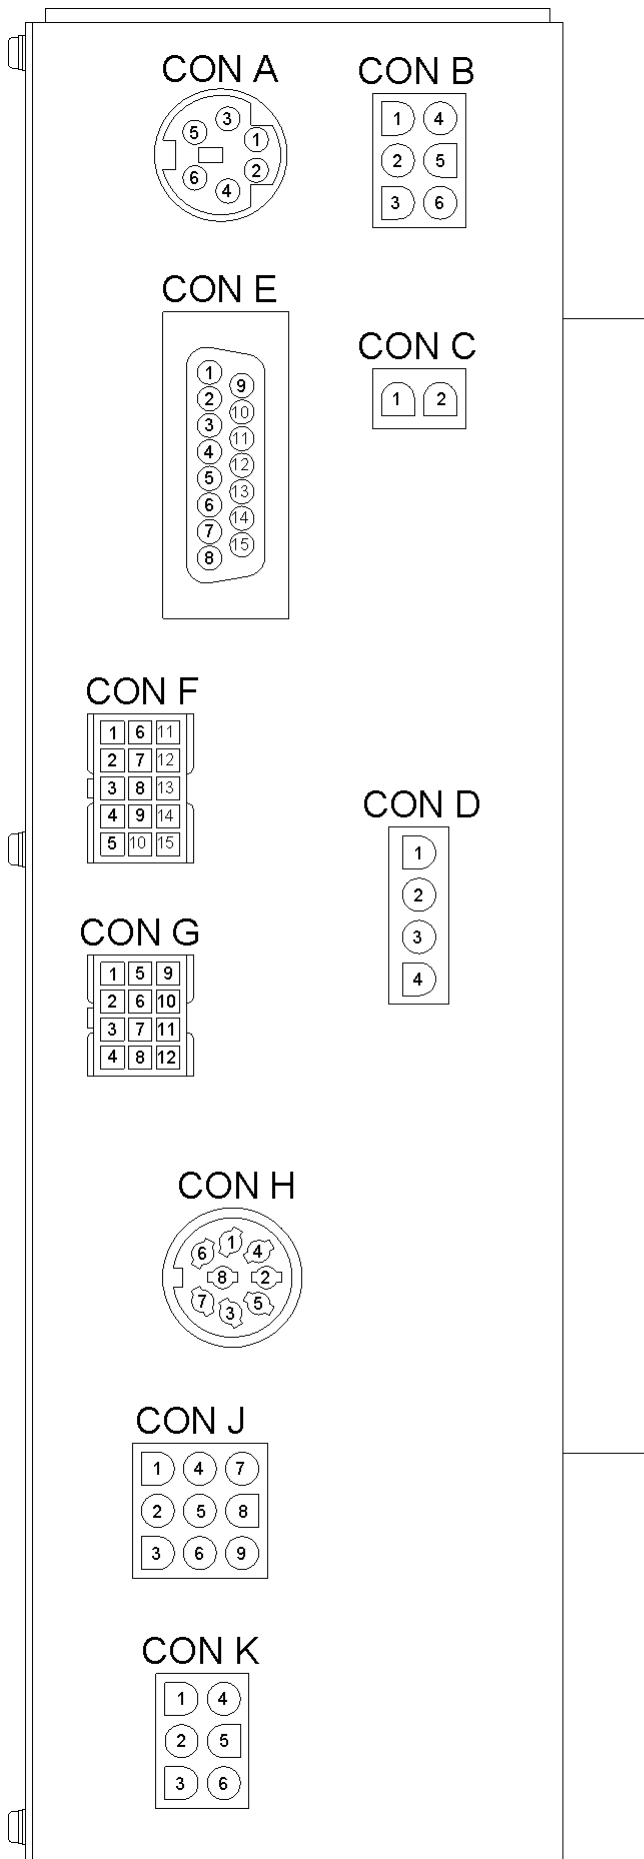 CON A
3
5 1
2
6 4
CON B
1 4
2 5
3 6
CON E
1
9
2
10
3
11
4
12
5
13
6
14
7
15
8
CON C
1 2
CON F
1 6 11
2 7 12
3 8 13
4 9 14
5 10 15
CON D
1
2
3
4
CON G
1 5 9
2 6 10
3 7 11
4 8 12
CON H
1
6 4
8 2
7 5
3
CON J
1 4 7
2 5 8
3 6 9
CON K
1 4
2 5
3 6